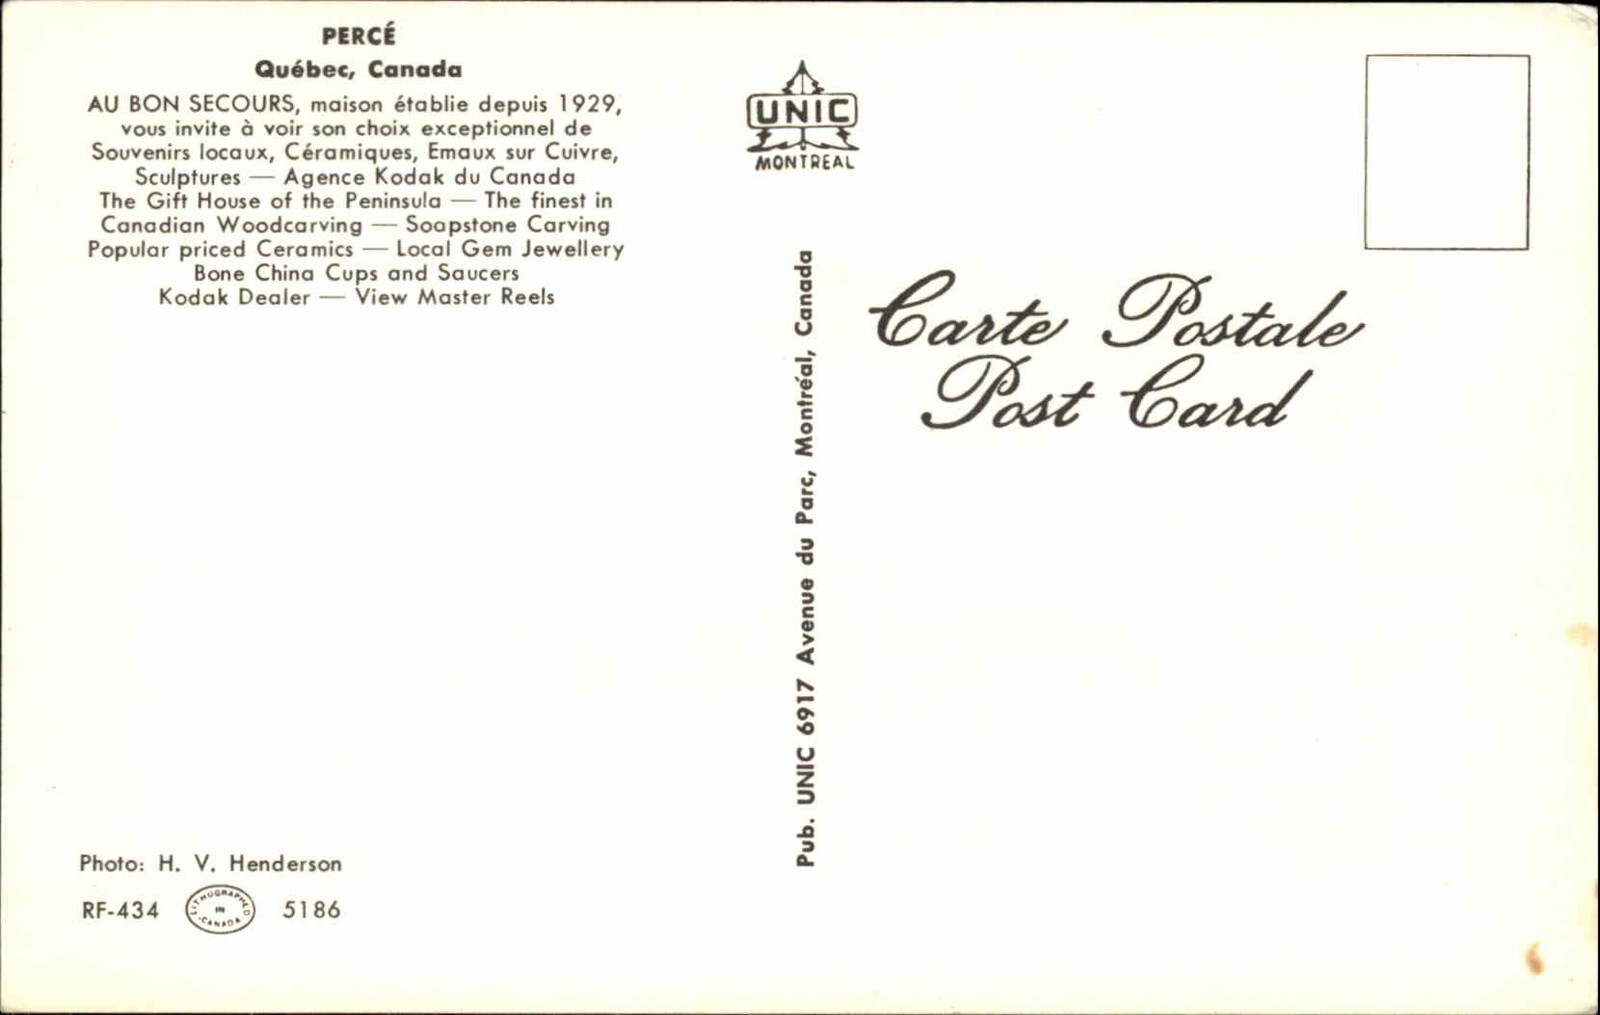 PERCÉ
Québec, Canada
AU BON SECOURS, maison établie depuis 1929,
vous invite à voir son choix exceptionnel de
Souvenirs locaux, Céramiques, Emaux sur Cuivre,
Sculptures — Agence Kodak du Canada
The Gift House of the Peninsula — The finest in
Canadian Woodcarving — Soapstone Carving
Popular priced Ceramics — Local Gem Jewellery
Bone China Cups and Saucers
Kodak Dealer — View Master Reels
Photo: H. V. Henderson
RF-434 LITHOGRAPHED IN CANADA 5186
UNIC
MONTREAL
Pub. UNIC 6917 Avenue du Parc, Montréal, Canada
Carte Postale
Post Card